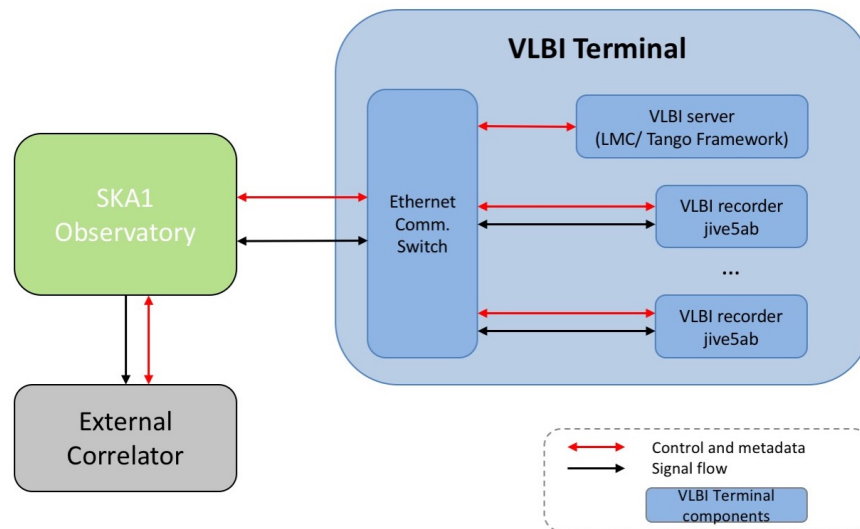 VLBI Terminal
VLBI server
(LMC/ Tango Framework)
SKA1
Observatory
Ethernet
Comm.
Switch
VLBI recorder
jive5ab
...
VLBI recorder
jive5ab
External
Correlator
Control and metadata
Signal flow
VLBI Terminal
components